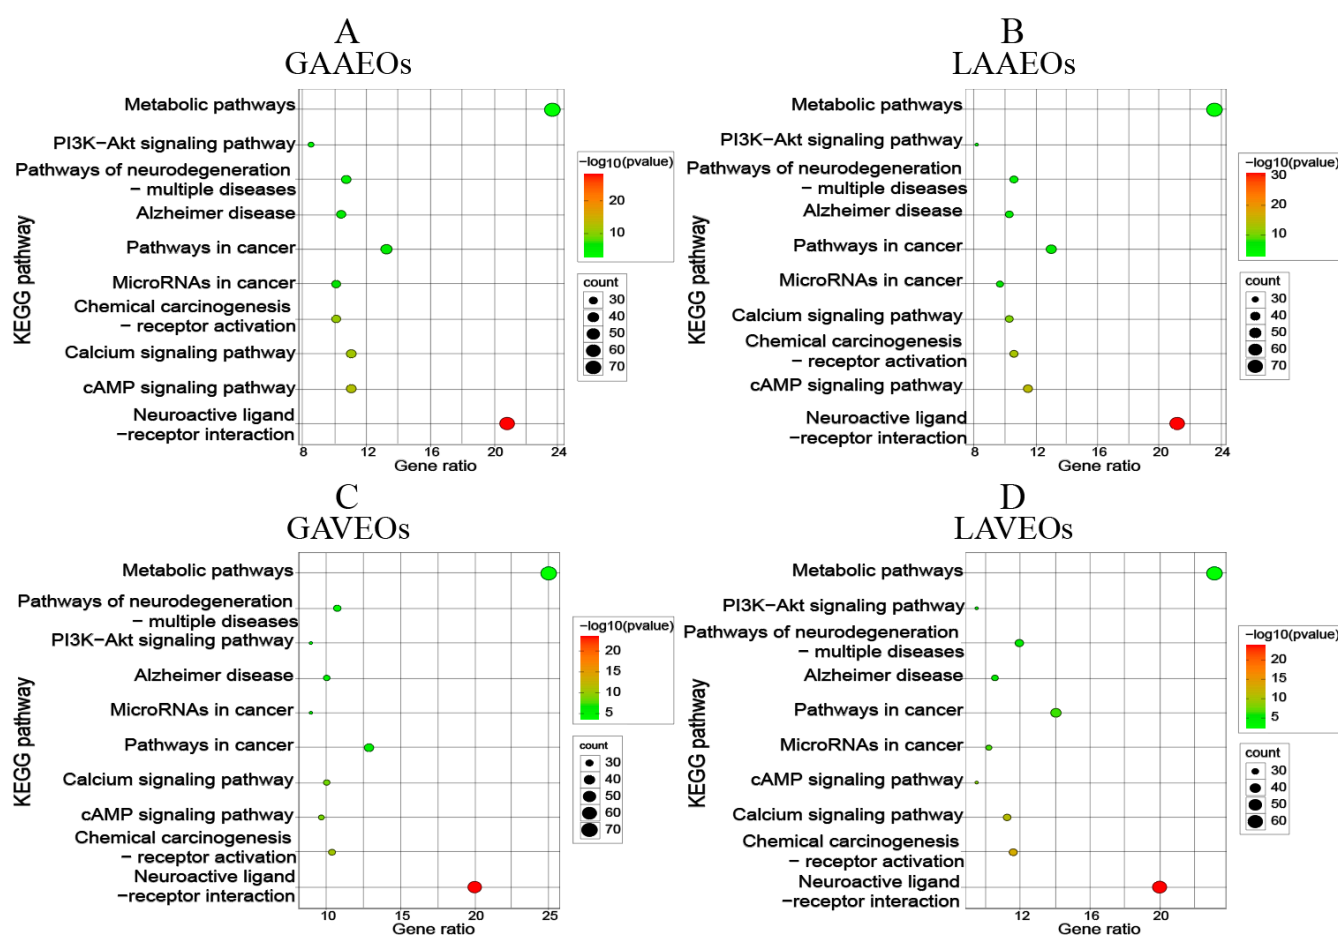 A
GAAEOs
KEGG pathway
Metabolic pathways
PI3K−Akt signaling pathway
Pathways of neurodegeneration
− multiple diseases
Alzheimer disease
Pathways in cancer
MicroRNAs in cancer
Chemical carcinogenesis
− receptor activation
Calcium signaling pathway
cAMP signaling pathway
Neuroactive ligand
−receptor interaction
8 12 16 20 24
Gene ratio
−log10(pvalue)
20
10
count
30
40
50
60
70
B
LAAEOs
KEGG pathway
Metabolic pathways
PI3K−Akt signaling pathway
Pathways of neurodegeneration
− multiple diseases
Alzheimer disease
Pathways in cancer
MicroRNAs in cancer
Calcium signaling pathway
Chemical carcinogenesis
− receptor activation
cAMP signaling pathway
Neuroactive ligand
−receptor interaction
8 12 16 20 24
Gene ratio
−log10(pvalue)
30
20
10
count
30
40
50
60
70
C
GAVEOs
KEGG pathway
Metabolic pathways
Pathways of neurodegeneration
− multiple diseases
PI3K−Akt signaling pathway
Alzheimer disease
MicroRNAs in cancer
Pathways in cancer
Calcium signaling pathway
cAMP signaling pathway
Chemical carcinogenesis
− receptor activation
Neuroactive ligand
−receptor interaction
10 15 20 25
Gene ratio
−log10(pvalue)
20
15
10
5
count
30
40
50
60
70
D
LAVEOs
KEGG pathway
Metabolic pathways
PI3K−Akt signaling pathway
Pathways of neurodegeneration
− multiple diseases
Alzheimer disease
Pathways in cancer
MicroRNAs in cancer
cAMP signaling pathway
Calcium signaling pathway
Chemical carcinogenesis
− receptor activation
Neuroactive ligand
−receptor interaction
12 16 20
Gene ratio
−log10(pvalue)
20
15
10
5
count
30
40
50
60